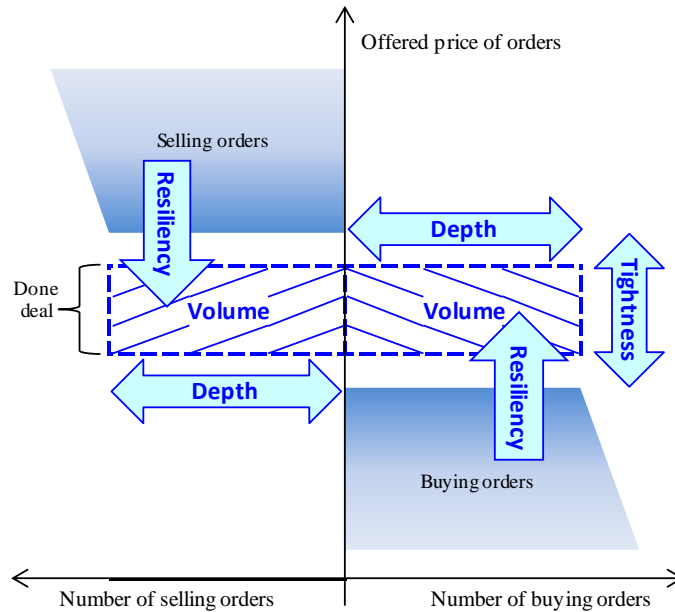 Offered price of orders
Selling orders
Resiliency
Depth
Tightness
Done
deal
Volume
Volume
Resiliency
Depth
Buying orders
Number of selling orders
Number of buying orders